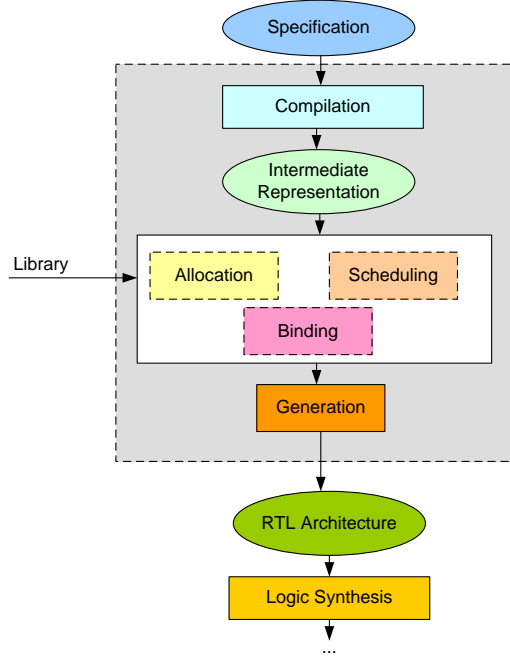 Specification
Compilation
Intermediate
Representation
Library
Allocation
Scheduling
Binding
Generation
RTL Architecture
Logic Synthesis
...